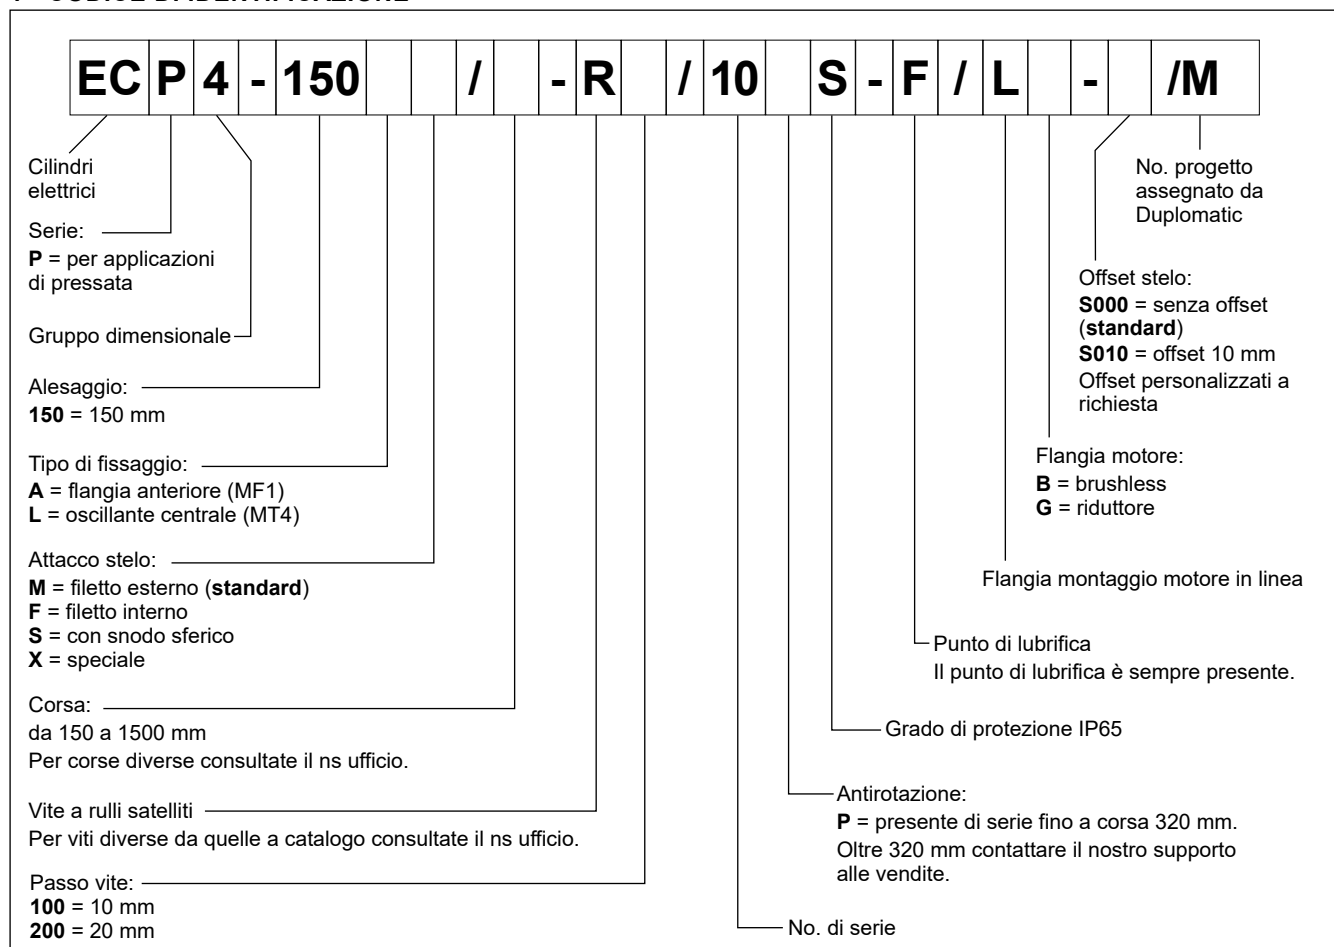 ECP4-150 / -R /10 S-F/L - /M
Cilindri
elettrici
Serie:
P = per applicazioni
di pressata
Gruppo dimensionale
Alesaggio:
150 = 150 mm
Tipo di fissaggio:
A = flangia anteriore (MF1)
L = oscillante centrale (MT4)
Attacco stelo:
M = filetto esterno (standard)
F = filetto interno
S = con snodo sferico
X = speciale
Corsa:
da 150 a 1500 mm
Per corse diverse consultate il ns ufficio.
Vite a rulli satelliti
Per viti diverse da quelle a catalogo consultate il ns ufficio.
Passo vite:
100 = 10 mm
200 = 20 mm
No. progetto
assegnato da
Duplomatic
Offset stelo:
S000 = senza offset
(standard)
S010 = offset 10 mm
Offset personalizzati a
richiesta
Flangia motore:
B = brushless
G = riduttore
Flangia montaggio motore in linea
Punto di lubrifica
Il punto di lubrifica è sempre presente.
Grado di protezione IP65
Antirotazione:
P = presente di serie fino a corsa 320 mm.
Oltre 320 mm contattare il nostro supporto
alle vendite.
No. di serie